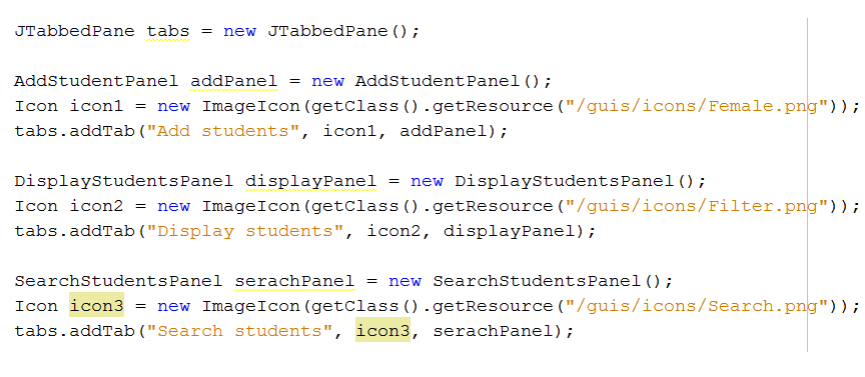 JTabbedPane tabs = new JTabbedPane();
AddStudentPanel addPanel = new AddStudentPanel();
Icon icon1 = new ImageIcon(getClass().getResource("/guis/icons/Female.png"));
tabs.addTab("Add students", icon1, addPanel);
DisplayStudentsPanel displayPanel = new DisplayStudentsPanel();
Icon icon2 = new ImageIcon(getClass().getResource("/guis/icons/Filter.png"));
tabs.addTab("Display students", icon2, displayPanel);
SearchStudentsPanel serachPanel = new SearchStudentsPanel();
Icon icon3 = new ImageIcon(getClass().getResource("/guis/icons/Search.png"));
tabs.addTab("Search students", icon3, serachPanel);